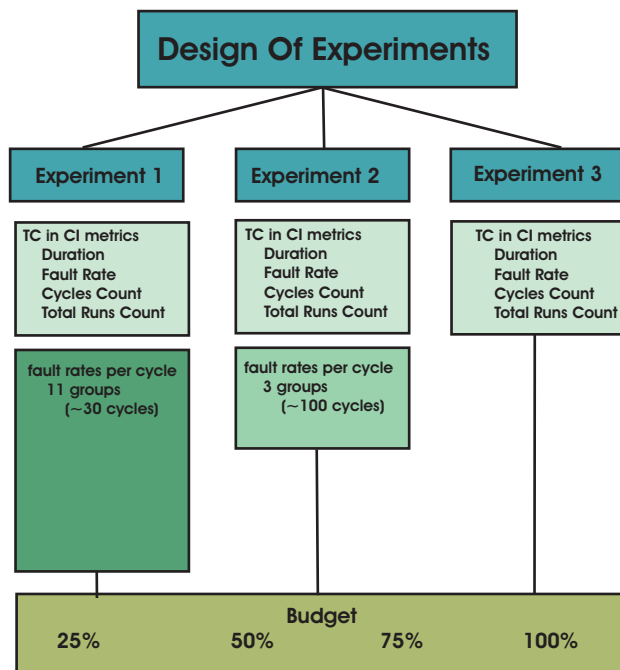 Design Of Experiments
Experiment 1
Experiment 2
Experiment 3
TC in CI metrics
Duration
Fault Rate
Cycles Count
Total Runs Count
TC in CI metrics
Duration
Fault Rate
Cycles Count
Total Runs Count
TC in CI metrics
Duration
Fault Rate
Cycles Count
Total Runs Count
fault rates per cycle
11 groups
(~30 cycles)
fault rates per cycle
3 groups
(~100 cycles)
Budget
25% 50% 75% 100%